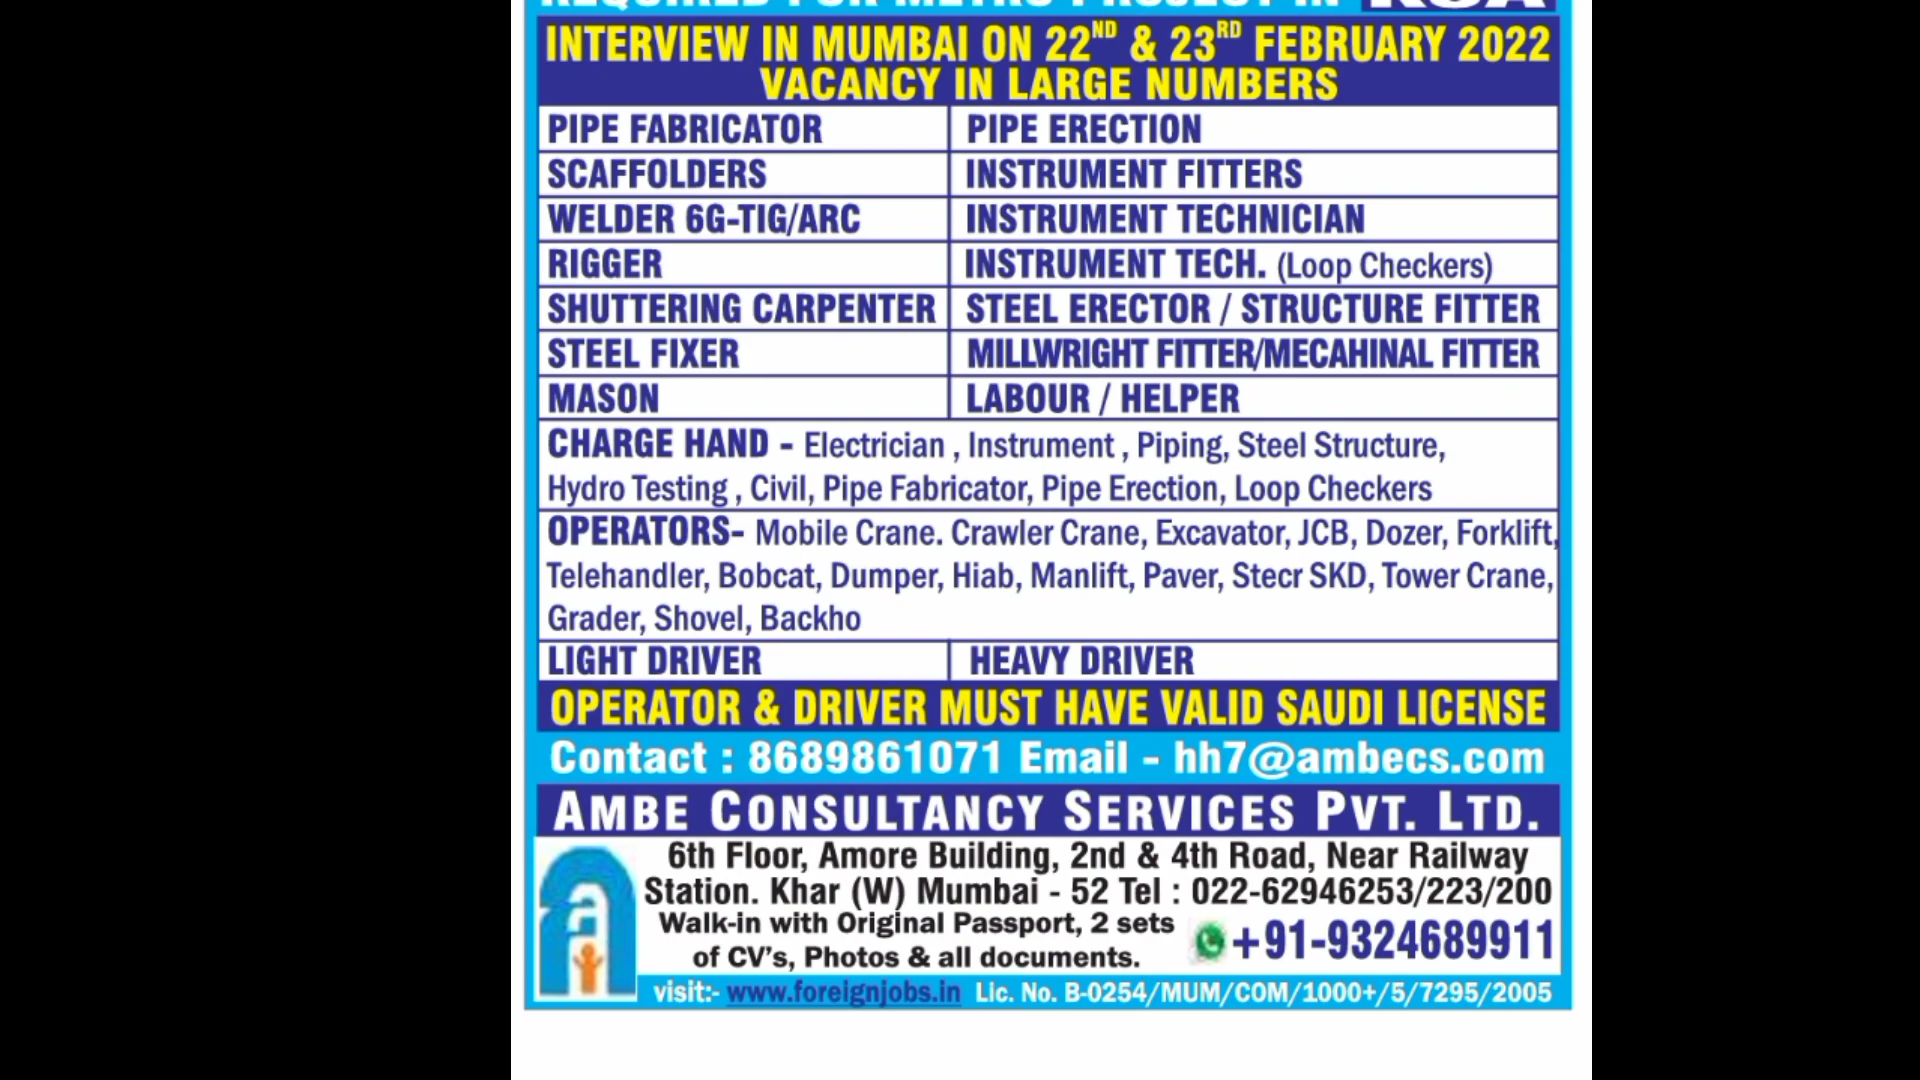 REQUIRED FOR METRO PROJECT IN KSA
INTERVIEW IN MUMBAI ON 22ND & 23RD FEBRUARY 2022
VACANCY IN LARGE NUMBERS
PIPE FABRICATOR PIPE ERECTION
SCAFFOLDERS INSTRUMENT FITTERS
WELDER 6G-TIG/ARC INSTRUMENT TECHNICIAN
RIGGER INSTRUMENT TECH. (Loop Checkers)
SHUTTERING CARPENTER STEEL ERECTOR / STRUCTURE FITTER
STEEL FIXER MILLWRIGHT FITTER/MECAHINAL FITTER
MASON LABOUR / HELPER
CHARGE HAND - Electrician , Instrument , Piping, Steel Structure,
Hydro Testing , Civil, Pipe Fabricator, Pipe Erection, Loop Checkers
OPERATORS- Mobile Crane. Crawler Crane, Excavator, JCB, Dozer, Forklift,
Telehandler, Bobcat, Dumper, Hiab, Manlift, Paver, Stecr SKD, Tower Crane,
Grader, Shovel, Backho
LIGHT DRIVER HEAVY DRIVER
OPERATOR & DRIVER MUST HAVE VALID SAUDI LICENSE
Contact : 8689861071 Email - hh7@ambecs.com
AMBE CONSULTANCY SERVICES PVT. LTD.
6th Floor, Amore Building, 2nd & 4th Road, Near Railway
Station. Khar (W) Mumbai - 52 Tel : 022-62946253/223/200
Walk-in with Original Passport, 2 sets
of CV's, Photos & all documents.
+91-9324689911
visit:- www.foreignjobs.in Lic. No. B-0254/MUM/COM/1000+/5/7295/2005